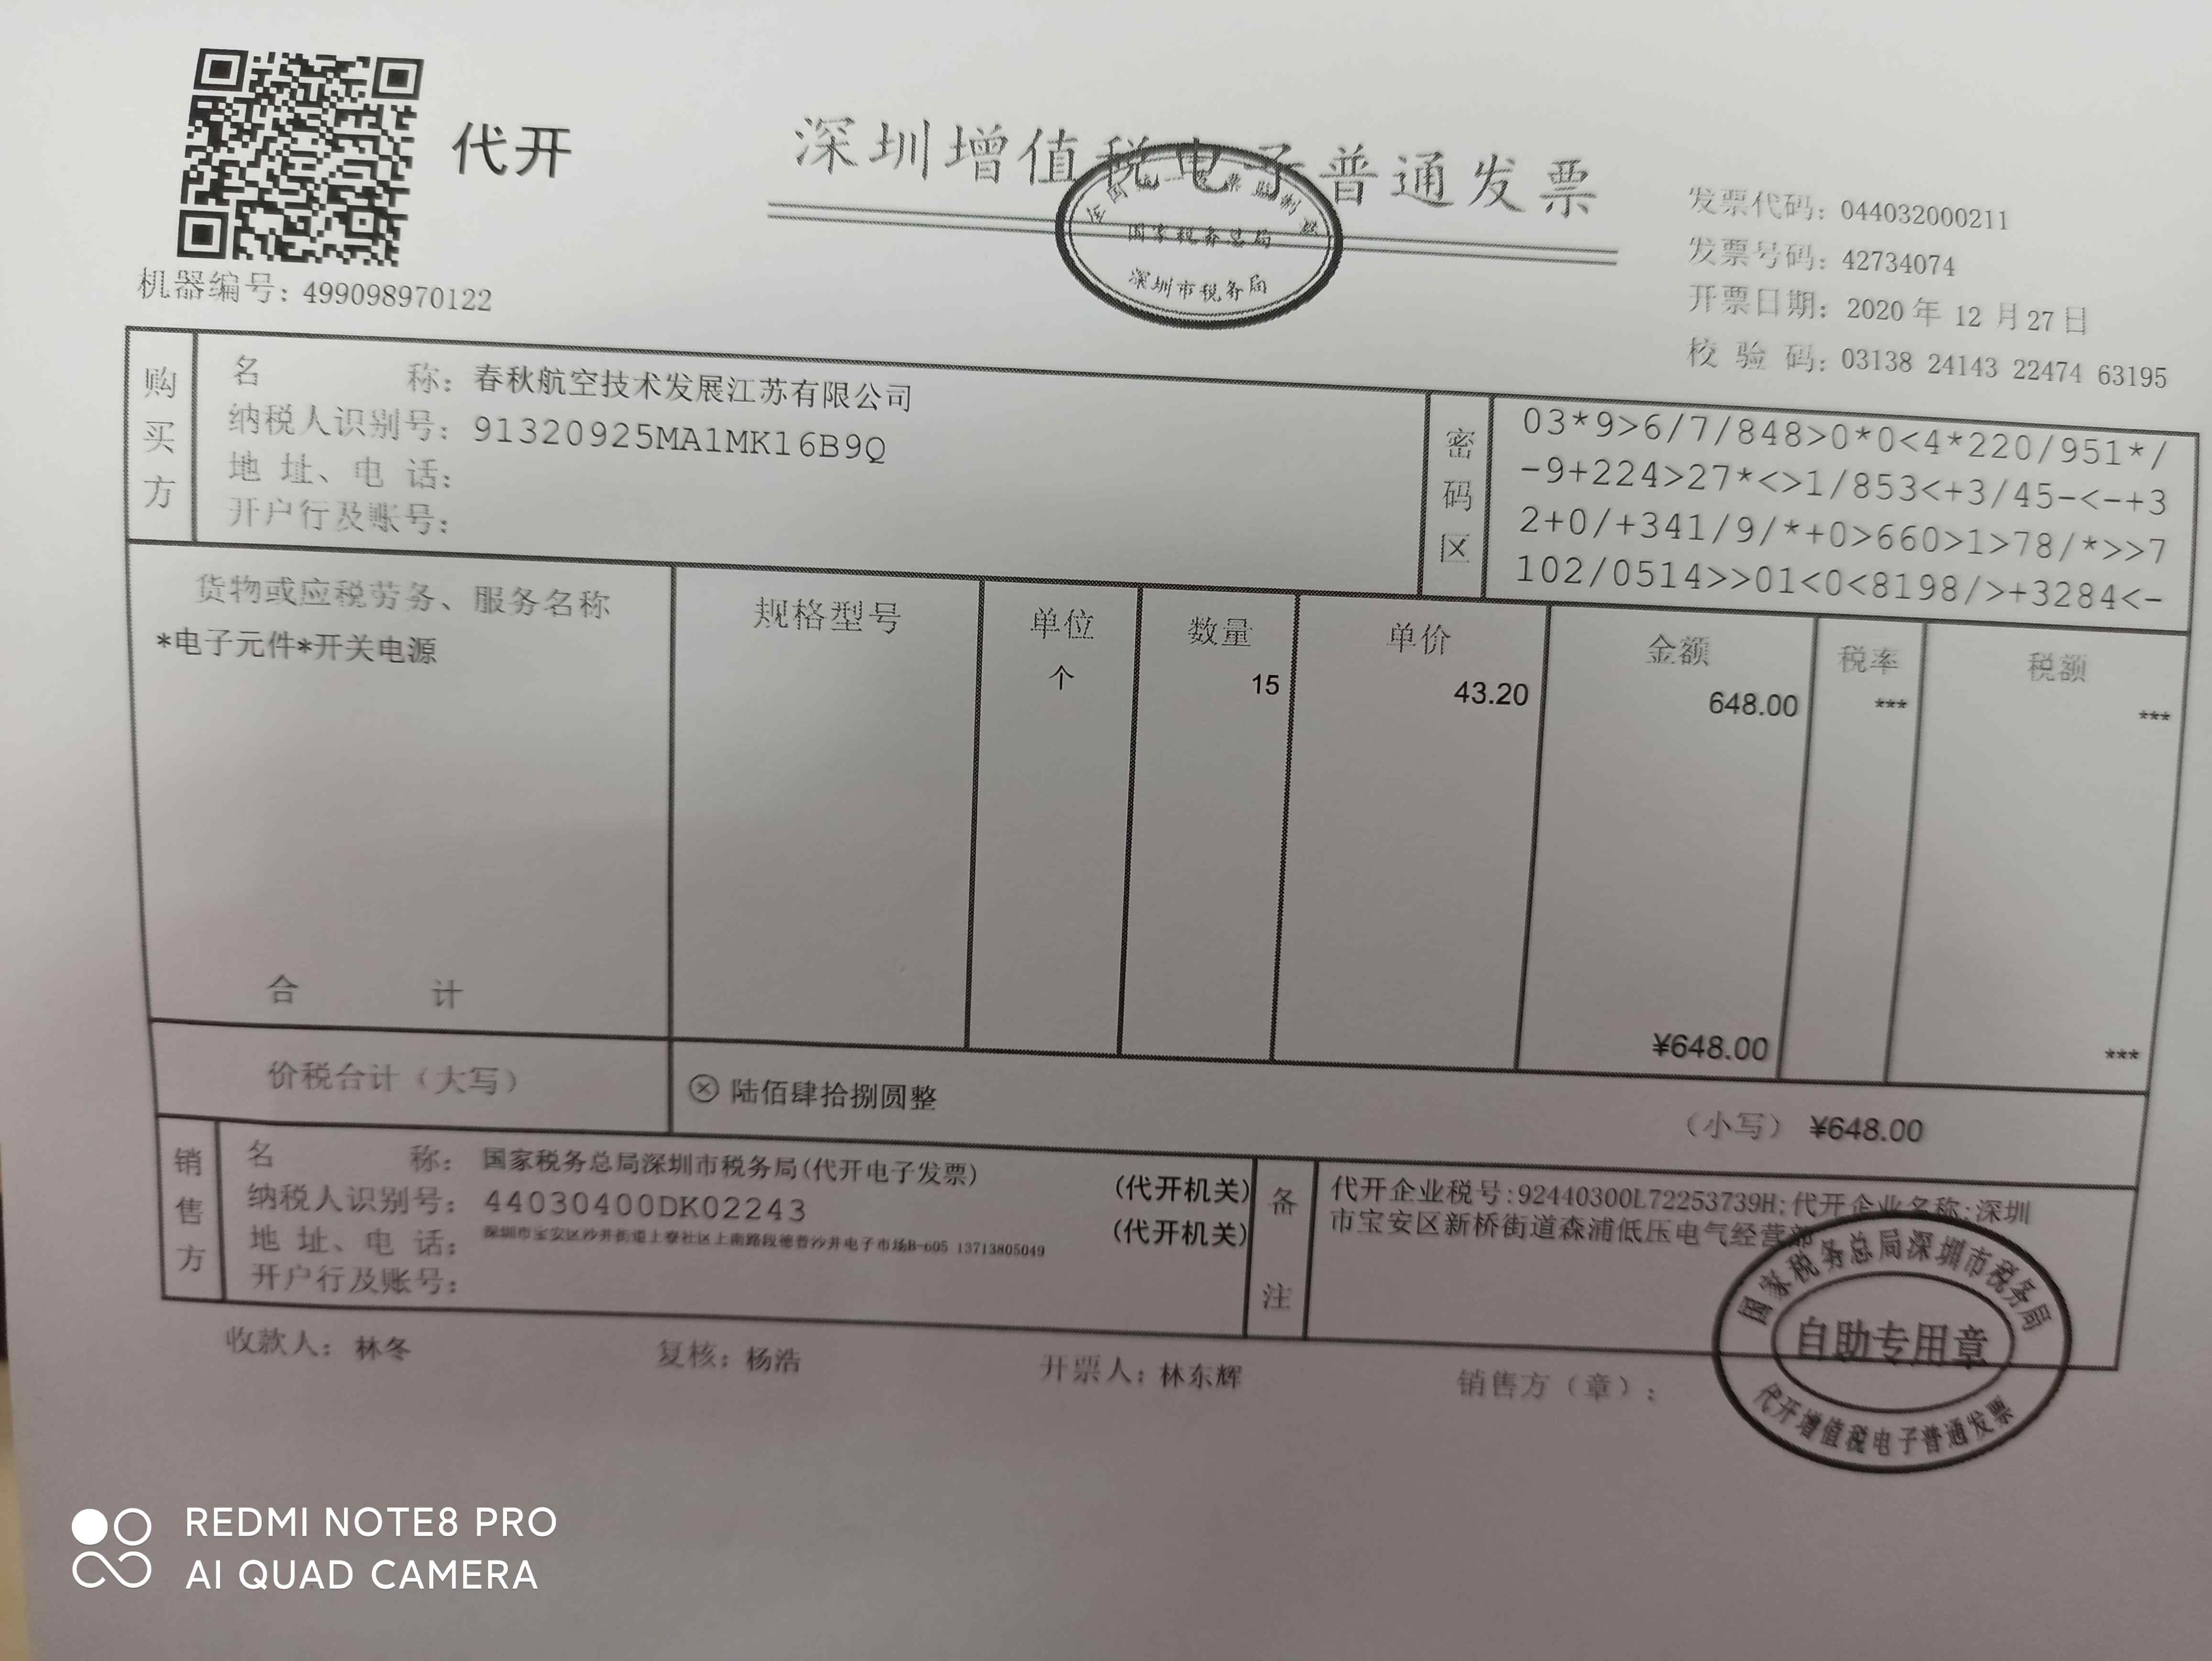 代开
深圳增值税电子普通发票
国家税务总局
深圳市税务局
机器编号: 499098970122
发票代码: 044032000211
发票号码: 42734074
开票日期: 2020 年 12 月 27 日
校 验 码: 03138 24143 22474 63195
购买方
名 称: 春秋航空技术发展江苏有限公司
纳税人识别号: 91320925MA1MK16B9Q
地 址、电 话:
开户行及账号:
密码区
03*9>6/7/848>0*0<4*220/951*/
-9+224>27*<>1/853<+3/45-<-+3
2+0/+341/9/*+0>660>1>78/*>>7
102/0514>>01<0<8198/>+3284<-
货物或应税劳务、服务名称 规格型号 单位 数量 单价 金额 税率 税额
*电子元件*开关电源 个 15 43.20 648.00 *** ***
合 计 ¥648.00 ***
价税合计(大写) ⊗ 陆佰肆拾捌圆整 (小写) ¥648.00
销售方
名 称: 国家税务总局深圳市税务局(代开电子发票) (代开机关)
纳税人识别号: 44030400DK02243 (代开机关)
地 址、电 话: 深圳市宝安区沙井街道上寮社区上南路段德普沙井电子市场B-605 13713805049
开户行及账号:
备注
代开企业税号:92440300L72253739H;代开企业名称:深圳
市宝安区新桥街道森浦低压电气经营部
国家税务总局深圳市税务局
自助专用章
代开增值税电子普通发票
收款人: 林冬 复核: 杨浩 开票人: 林东辉 销售方(章):
REDMI NOTE8 PRO
AI QUAD CAMERA